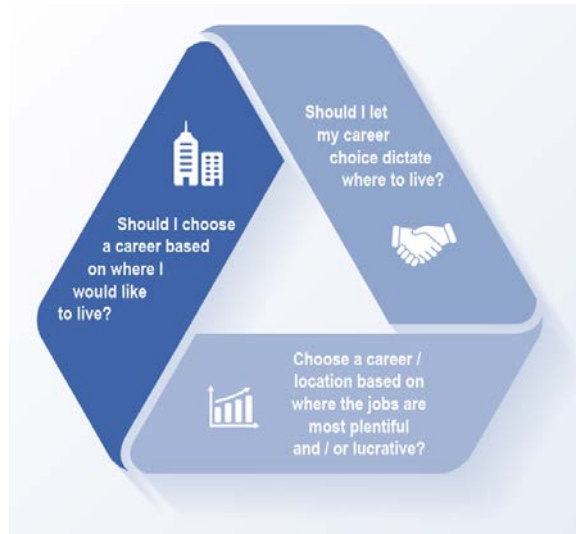 Should I let
my career
choice dictate
where to live?
Should I choose
a career based
on where I
would like
to live?
Choose a career /
location based on
where the jobs are
most plentiful
and / or lucrative?